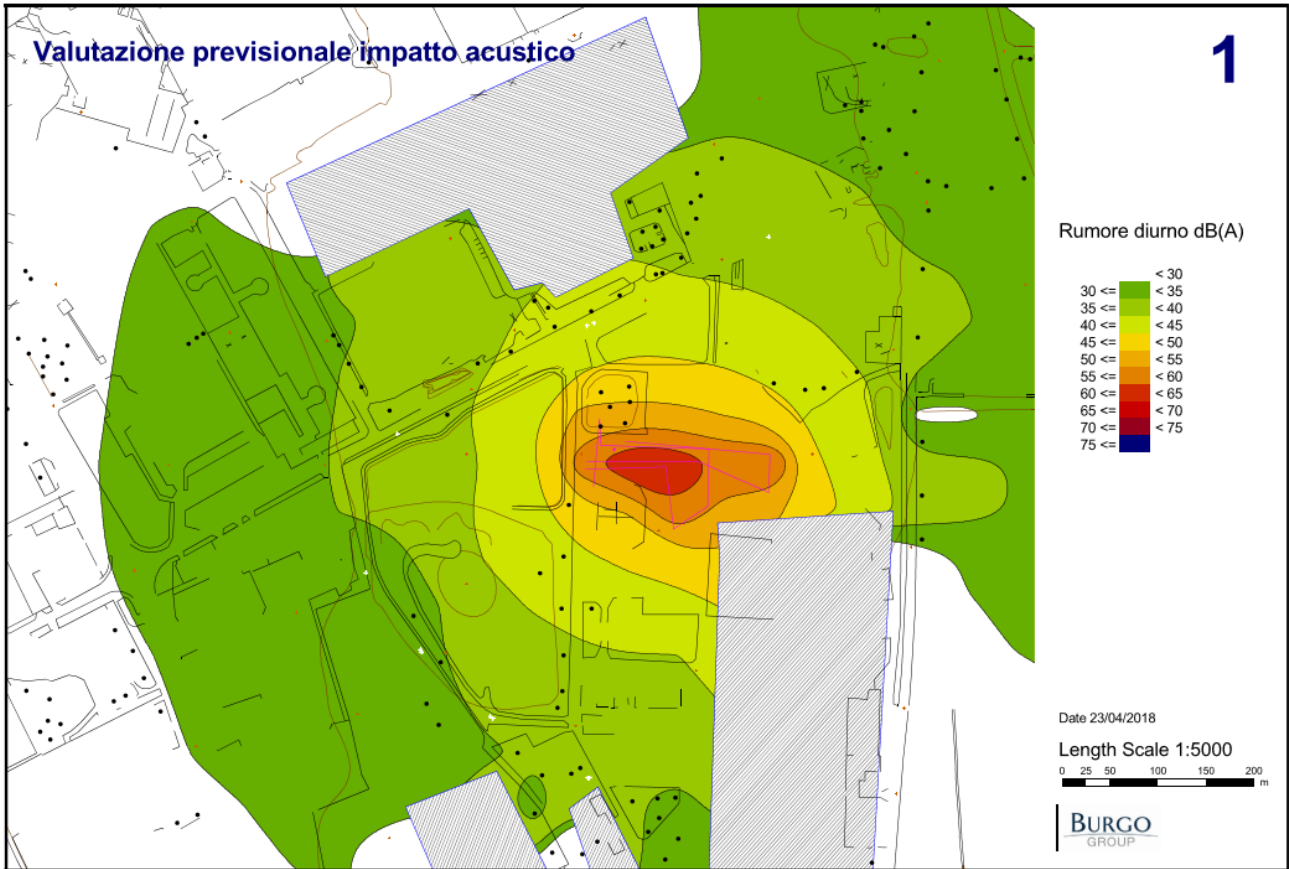 Valutazione previsionale impatto acustico
1
Rumore diurno dB(A)
< 30
30 <= < 35
35 <= < 40
40 <= < 45
45 <= < 50
50 <= < 55
55 <= < 60
60 <= < 65
65 <= < 70
70 <= < 75
75 <=
Date 23/04/2018
Length Scale 1:5000
0 25 50 100 150 200
m
BURGO
GROUP